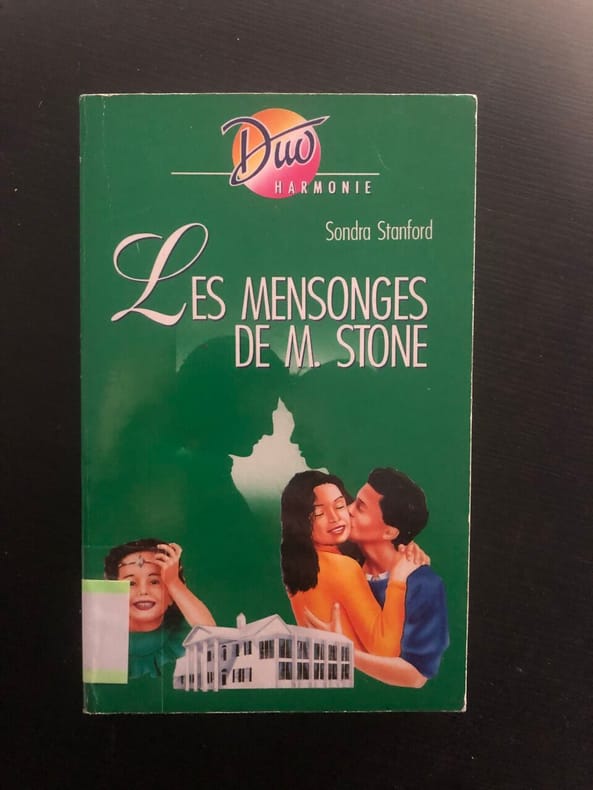 Duo
HARMONIE
Sondra Stanford
LES MENSONGES
DE M. STONE